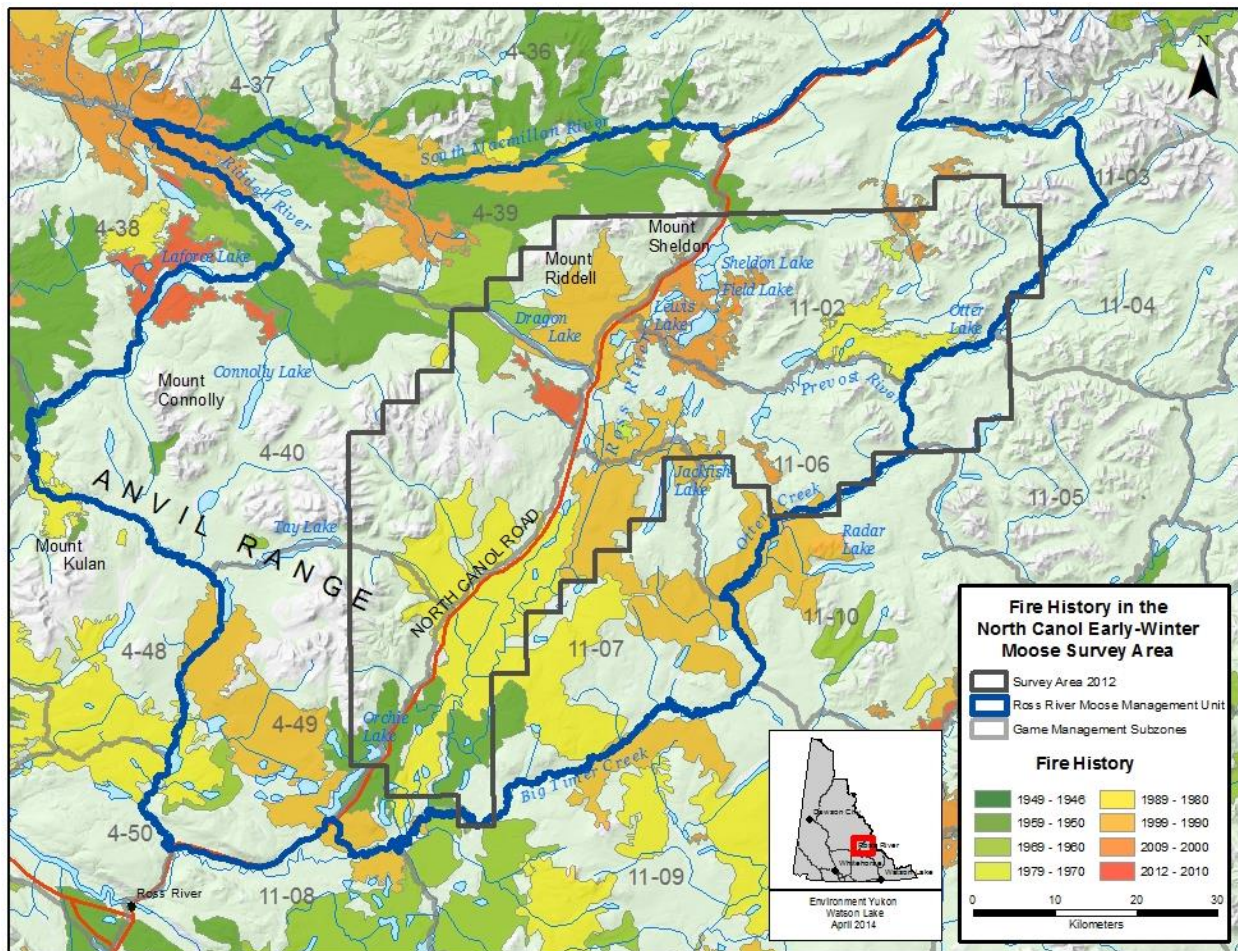 4-36
N
4-37
South Macmillan River
Riddell River
11-03
4-38
4-39
Mount
Sheldon
Laforce Lake
Mount
Riddell
Sheldon Lake
Field Lake
11-02
11-04
Lewis
Lake
Otter
Lake
Dragon
Lake
Connolly Lake
Mount
Connolly
Ross River
Prevost River
4-40
11-06
Jackfish
Lake
11-05
ANVIL RANGE
Otter Creek
Tay Lake
Radar
Lake
Mount
Kulan
NORTH CANOL ROAD
11-10
4-48
11-07
4-49
Orchie
Lake
Big Timber Creek
4-50
11-08
11-09
Ross River
Dawson City
Ross River
Whitehorse
Watson Lake
Environment Yukon
Watson Lake
April 2014
Fire History in the
North Canol Early-Winter
Moose Survey Area
Survey Area 2012
Ross River Moose Management Unit
Game Management Subzones
Fire History
1949 - 1946 1989 - 1980
1959 - 1950 1999 - 1990
1969 - 1960 2009 - 2000
1979 - 1970 2012 - 2010
0 10 20 30
Kilometers